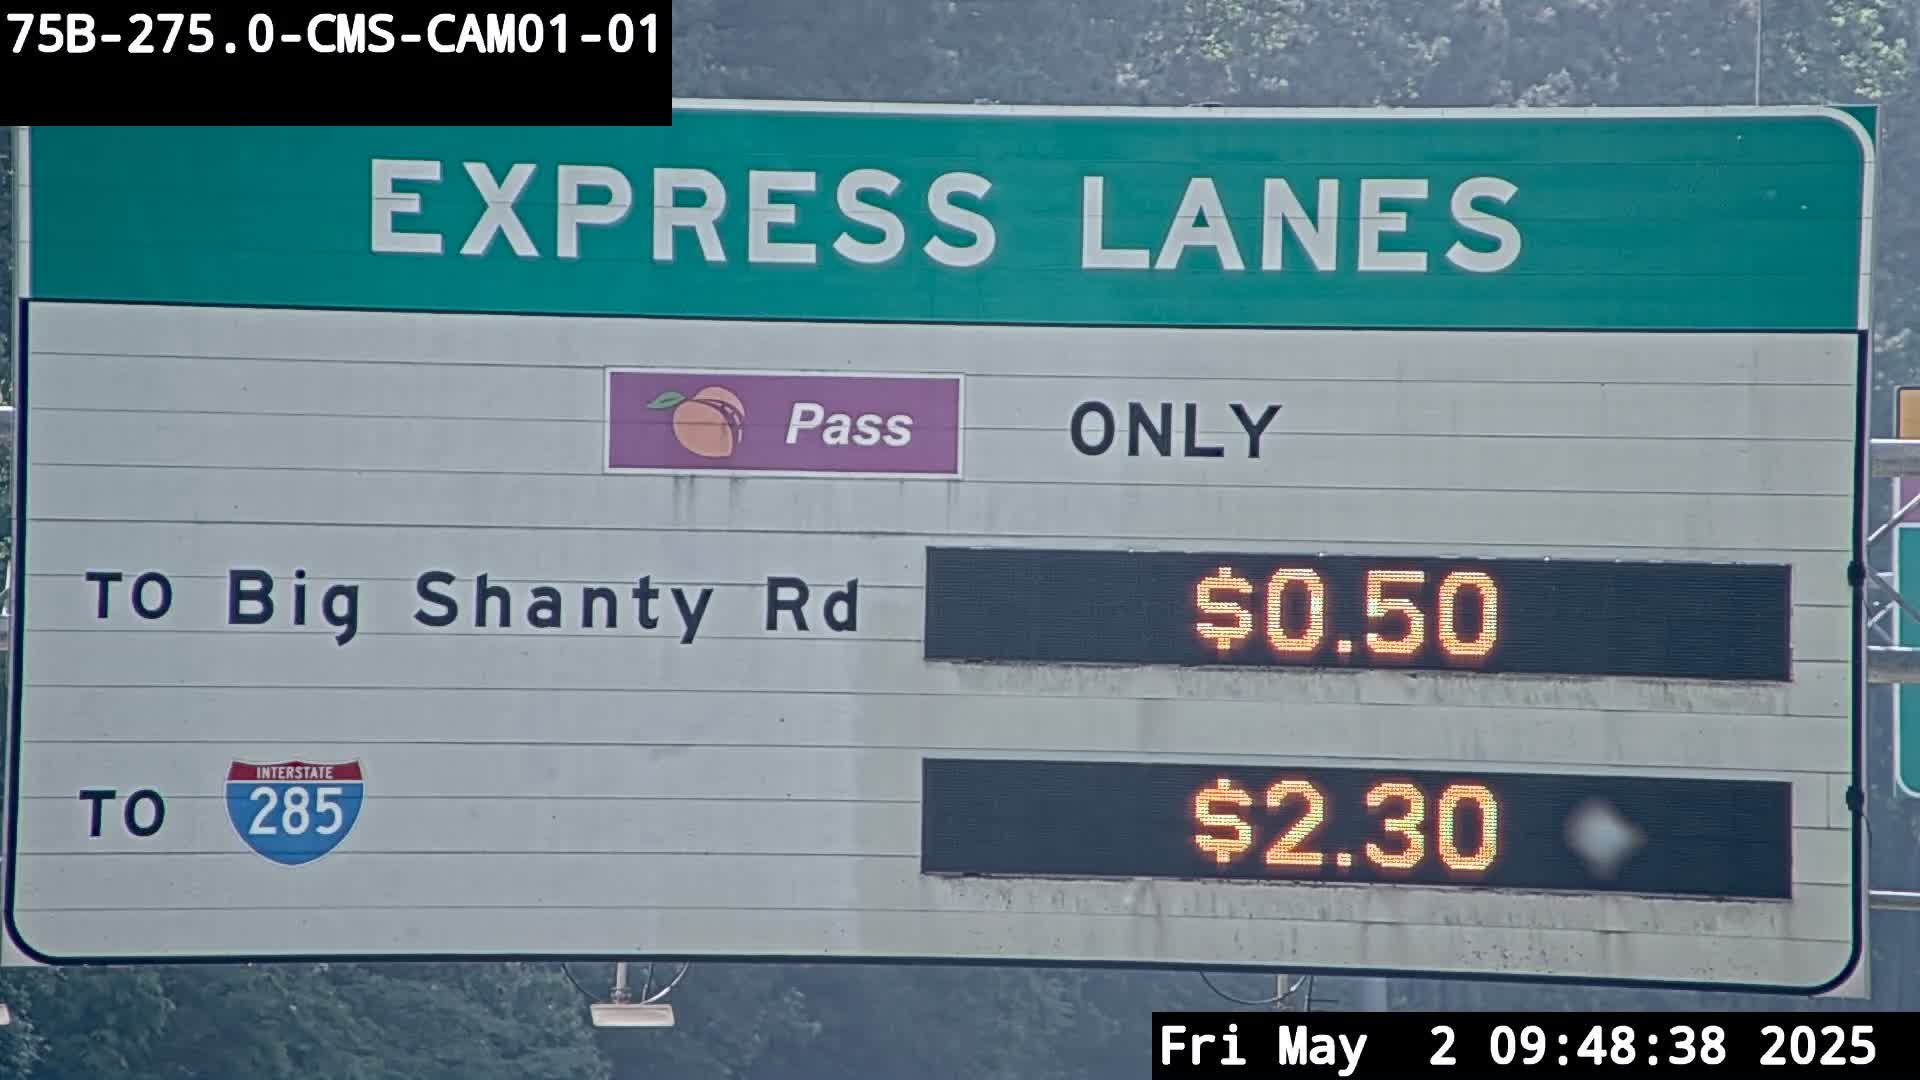 75B-275.0-CMS-CAM01-01
EXPRESS LANES
Pass ONLY
TO Big Shanty Rd $0.50
TO INTERSTATE 285 $2.30
Fri May 2 09:48:38 2025